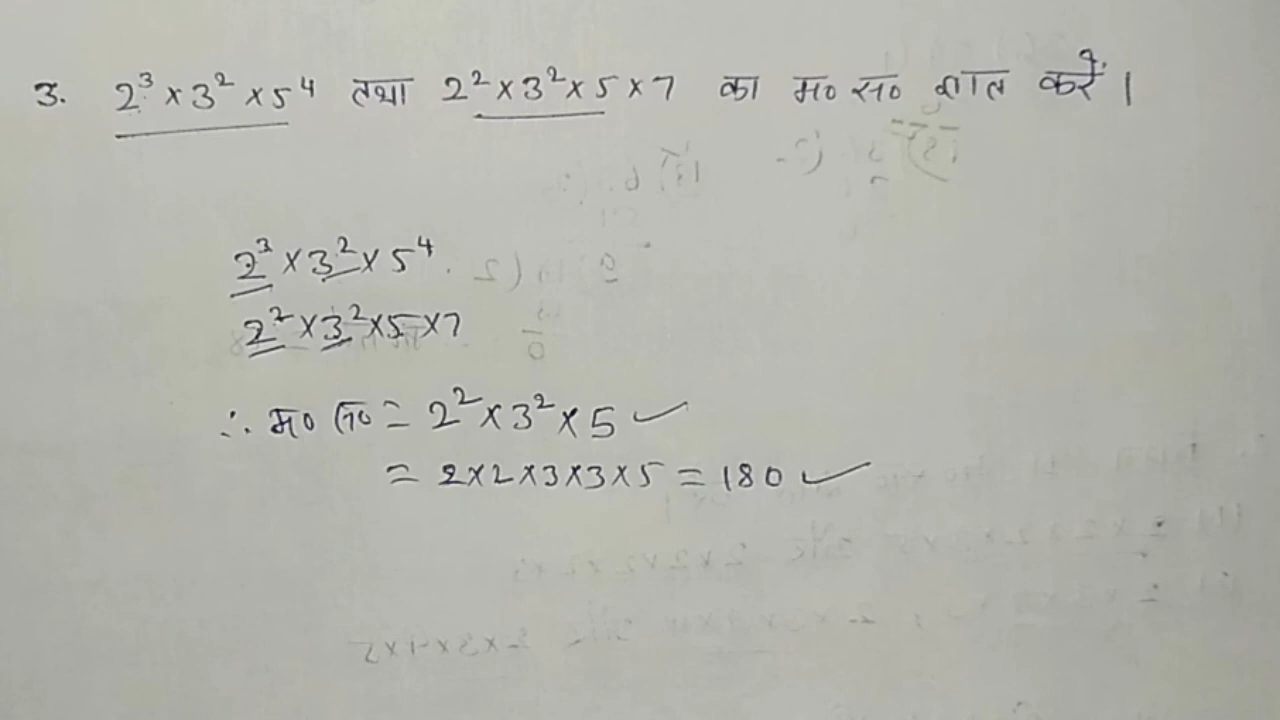 3. 2³ × 3² × 5⁴ तथा 2² × 3² × 5 × 7 का म० स० ज्ञात करें।
2³ × 3² × 5⁴
2² × 3² × 5 × 7
∴ म० स० = 2² × 3² × 5 ✓
= 2 × 2 × 3 × 3 × 5 = 180 ✓